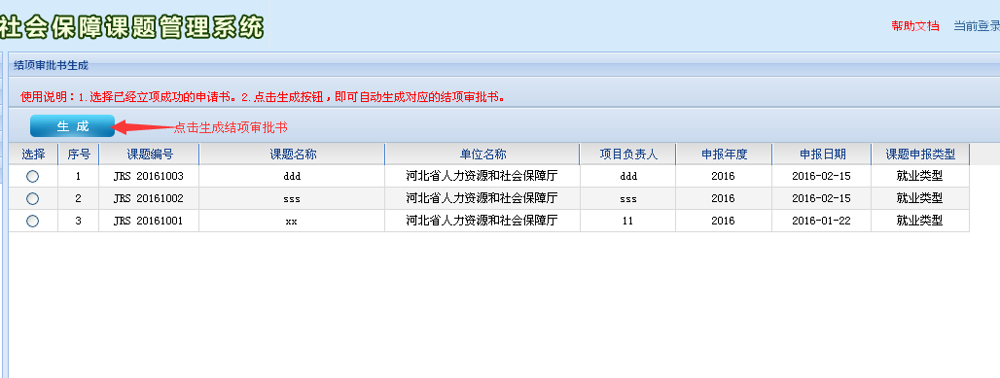 社会保障课题管理系统
帮助文档 当前登录
结项审批书生成
使用说明：1.选择已经立项成功的申请书。2.点击生成按钮，即可自动生成对应的结项审批书。
生 成 点击生成结项审批书
选择 序号 课题编号 课题名称 单位名称 项目负责人 申报年度 申报日期 课题申报类型
1 JRS 20161003 ddd 河北省人力资源和社会保障厅 ddd 2016 2016-02-15 就业类型
2 JRS 20161002 sss 河北省人力资源和社会保障厅 sss 2016 2016-02-15 就业类型
3 JRS 20161001 xx 河北省人力资源和社会保障厅 11 2016 2016-01-22 就业类型